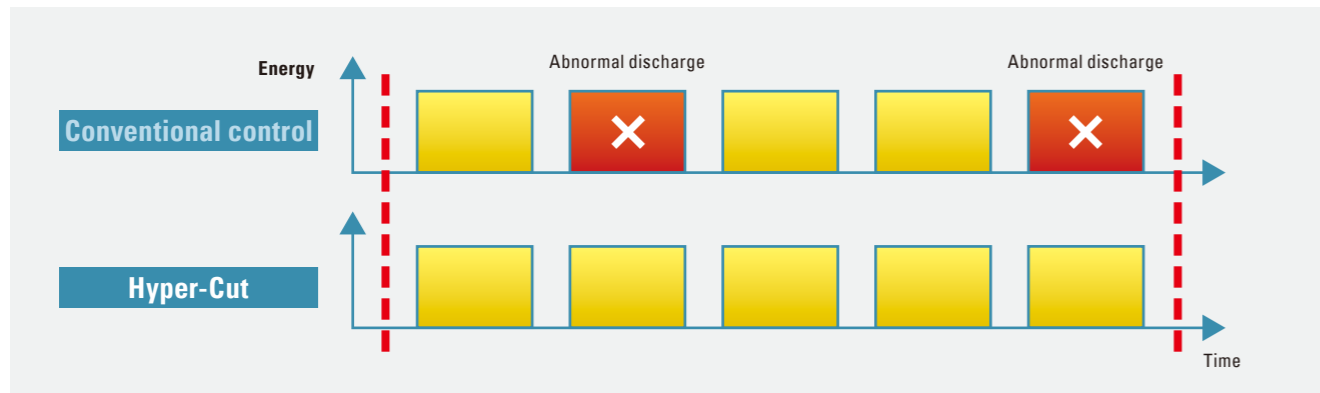 Energy
Abnormal discharge
Abnormal discharge
Conventional control
Hyper-Cut
Time